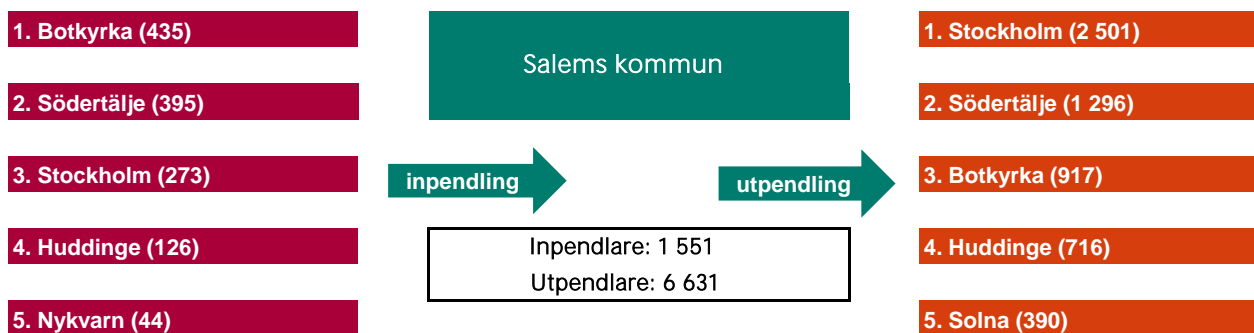 1. Botkyrka (435)
2. Södertälje (395)
3. Stockholm (273)
4. Huddinge (126)
5. Nykvarn (44)
Salems kommun
inpendling
utpendling
Inpendlare: 1 551
Utpendlare: 6 631
1. Stockholm (2 501)
2. Södertälje (1 296)
3. Botkyrka (917)
4. Huddinge (716)
5. Solna (390)